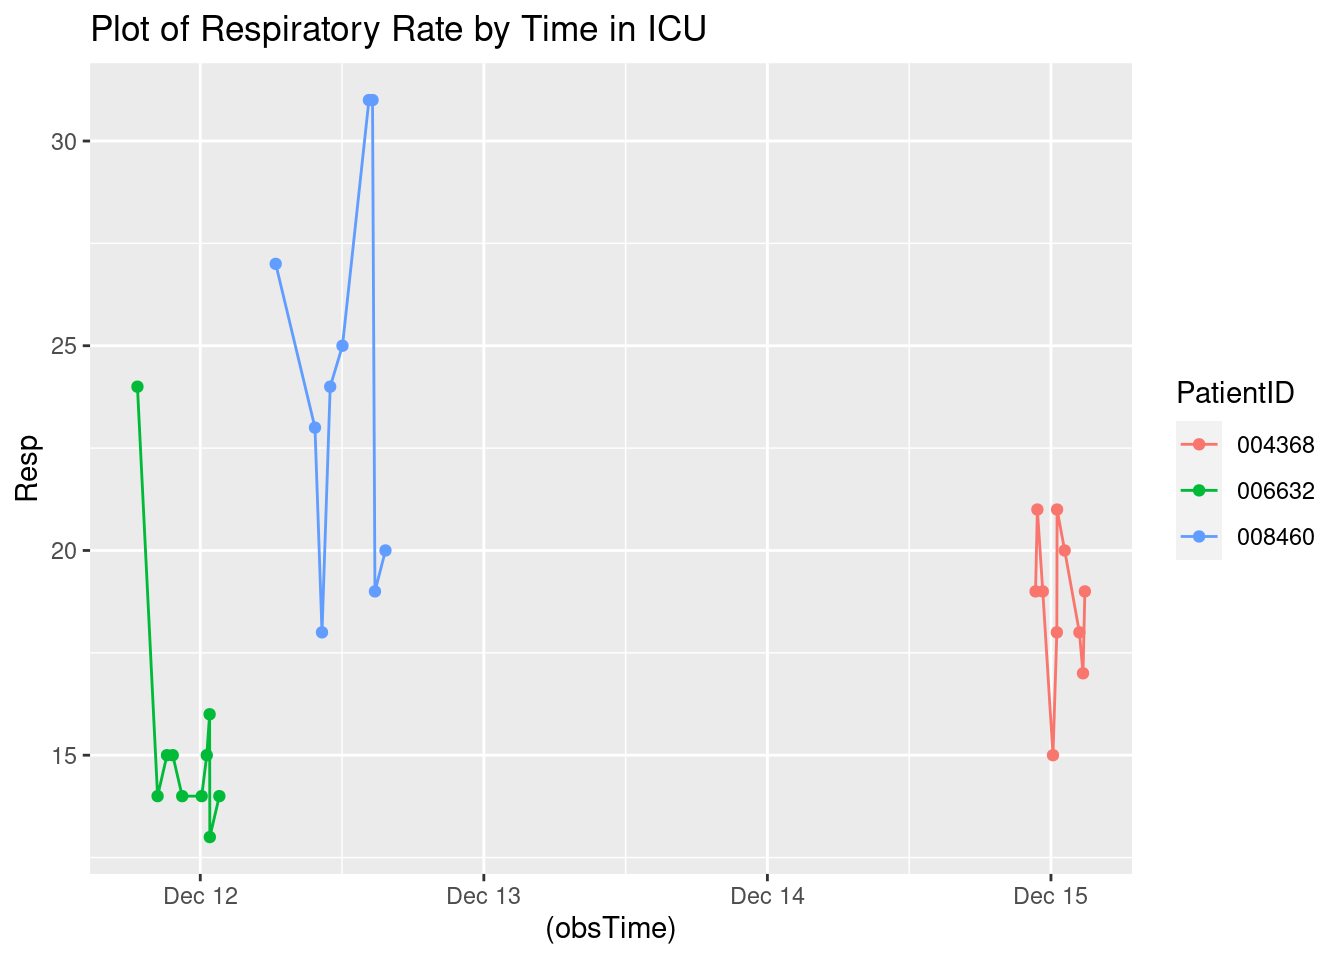 Plot of Respiratory Rate by Time in ICU
30
25
20
15
Resp
Dec 12
Dec 13
Dec 14
Dec 15
(obsTime)
PatientID
004368
006632
008460